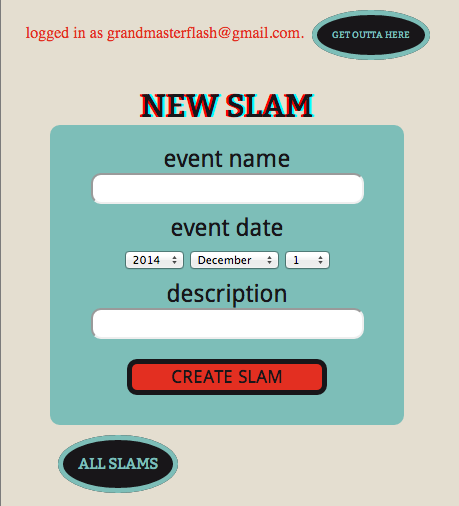 logged in as grandmasterflash@gmail.com.
GET OUTTA HERE
NEW SLAM
event name
event date
2014 December 1
description
CREATE SLAM
ALL SLAMS